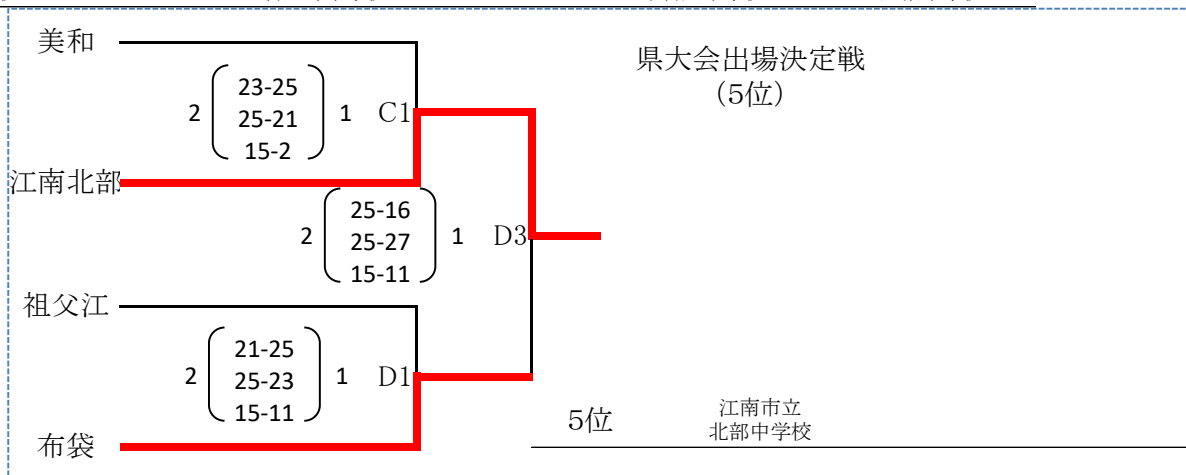 美和
県大会出場決定戦
(5位)
2
23-25
25-21
15-2
1
C1
江南北部
2
25-16
25-27
15-11
1
D3
祖父江
2
21-25
25-23
15-11
1
D1
布袋
5位
江南市立
北部中学校